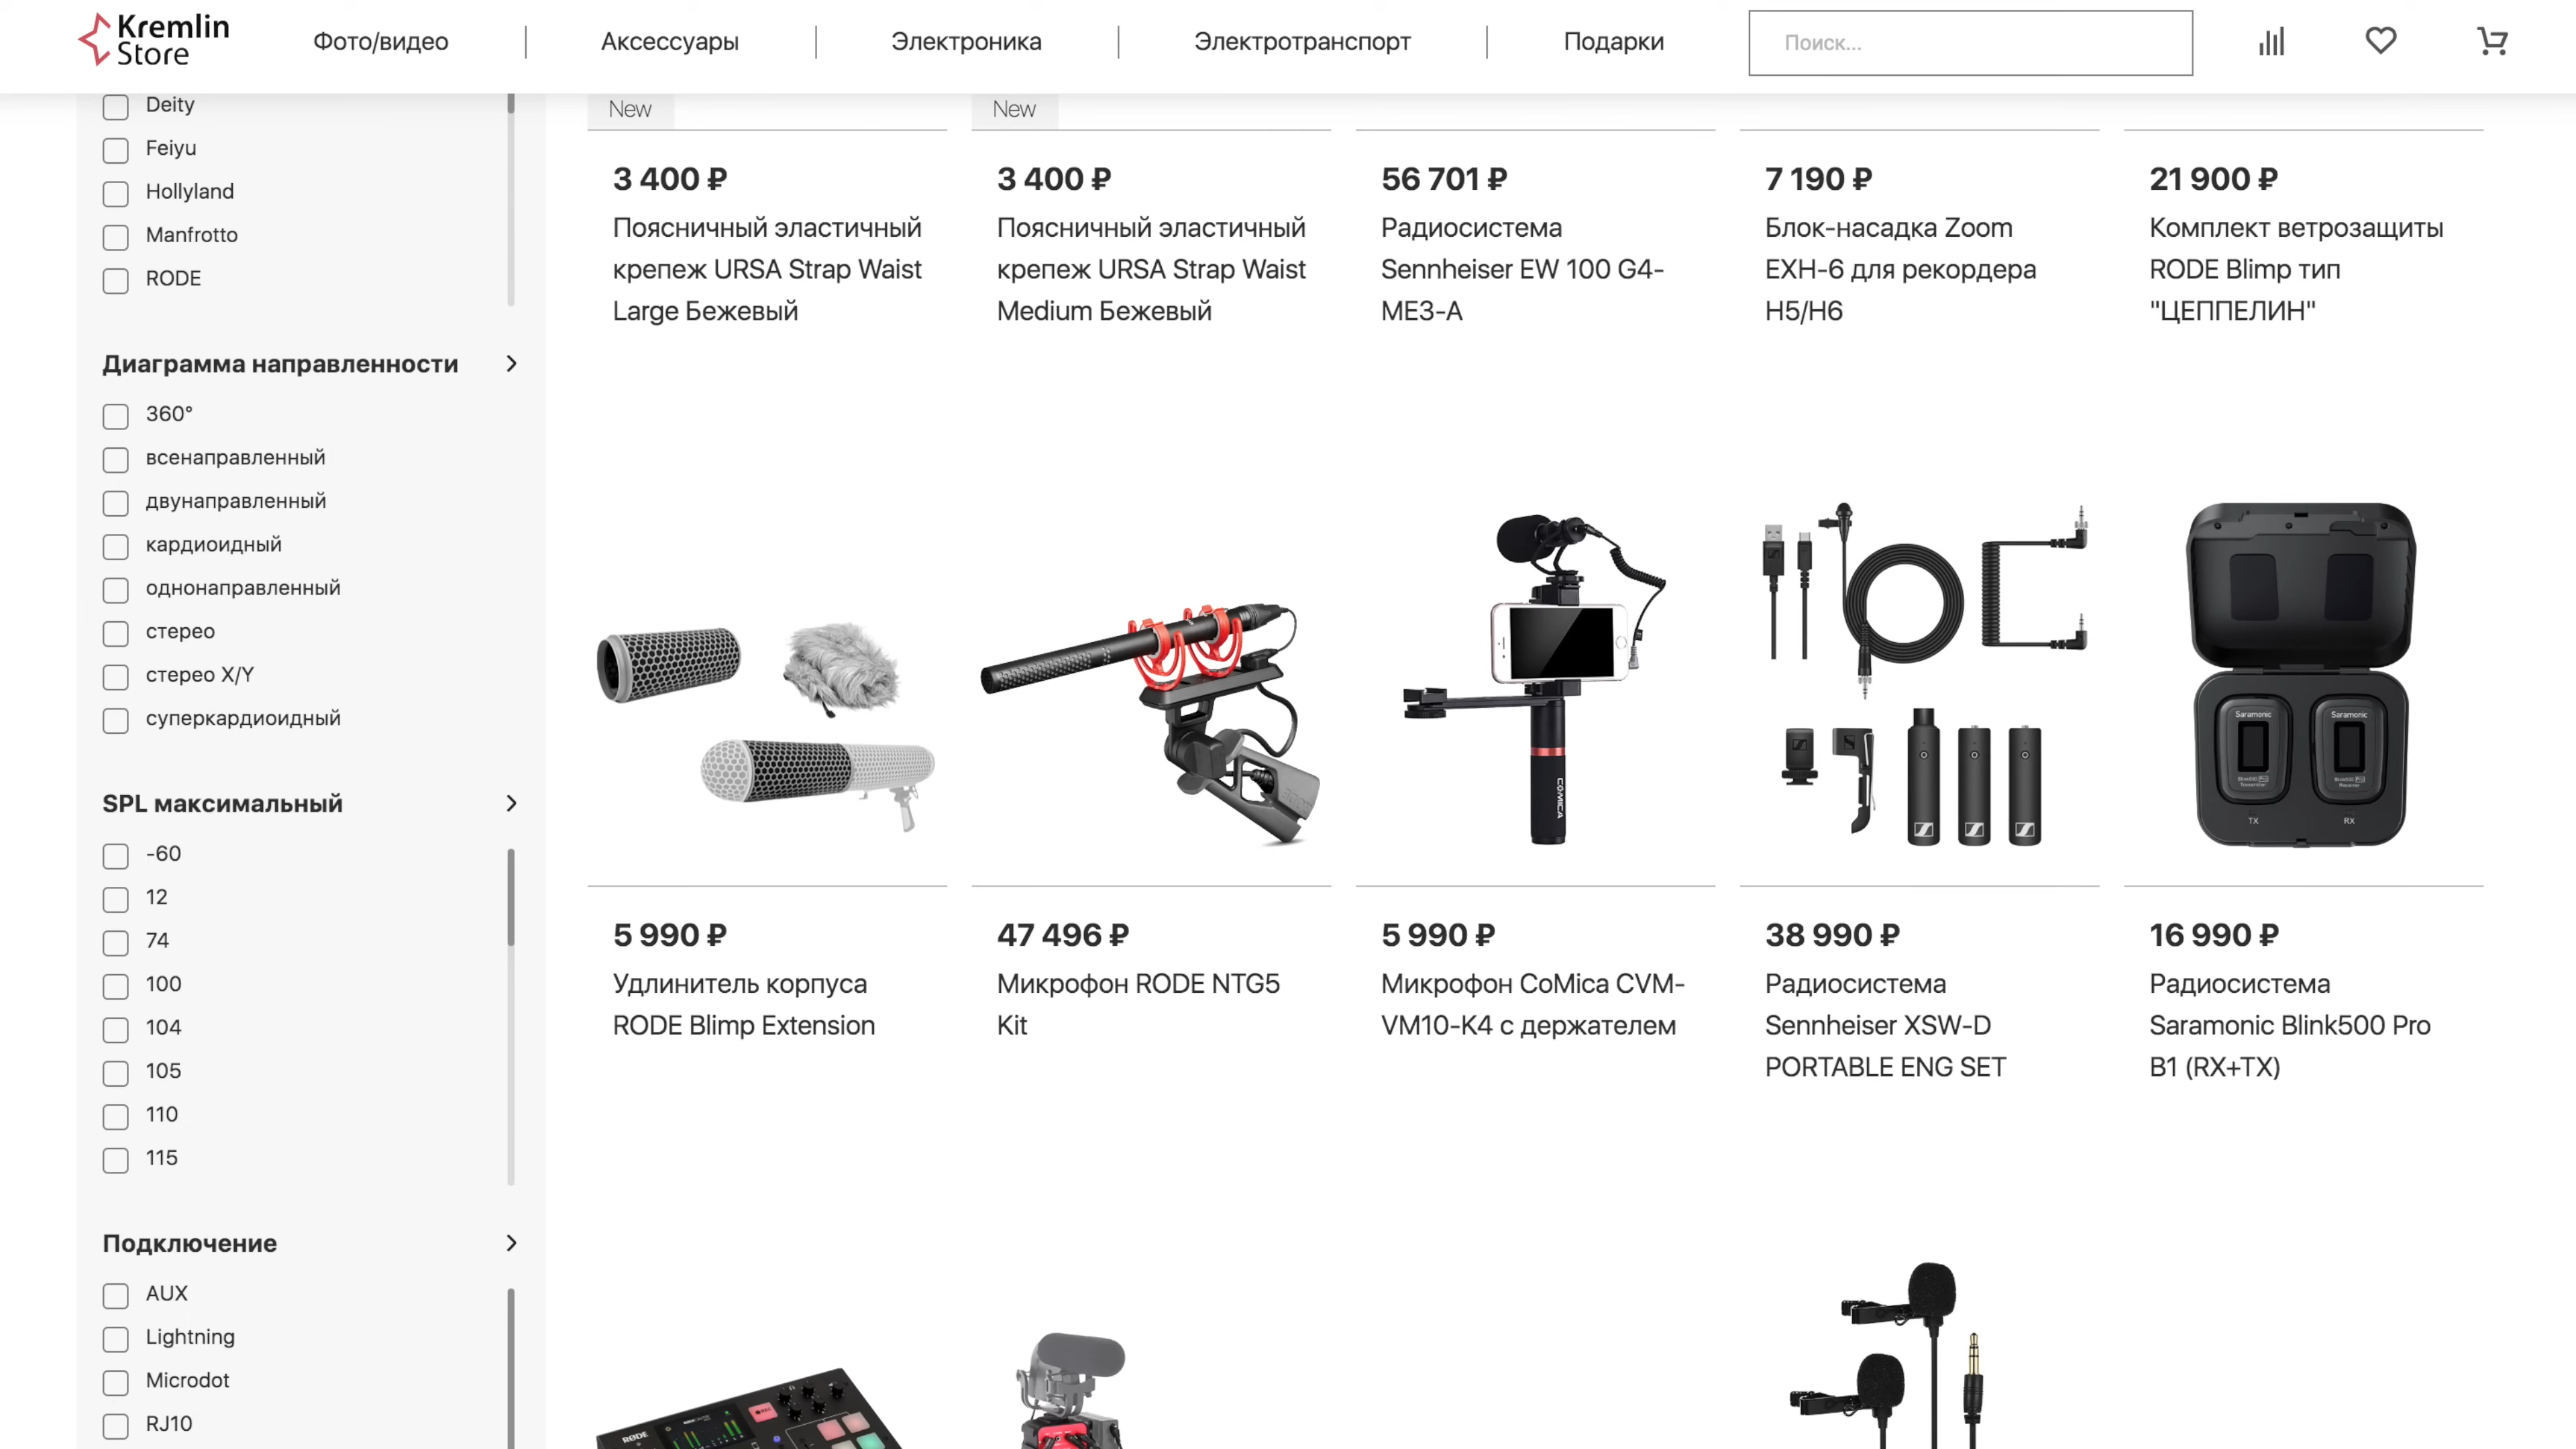 Kremlin
Store
Фото/видео
Аксессуары
Электроника
Электротранспорт
Подарки
Поиск...
Deity
Feiyu
Hollyland
Manfrotto
RODE
Диаграмма направленности
360°
всенаправленный
двунаправленный
кардиоидный
однонаправленный
стерео
стерео X/Y
суперкардиоидный
SPL максимальный
-60
12
74
100
104
105
110
115
Подключение
AUX
Lightning
Microdot
RJ10
New
New
3 400 ₽
Поясничный эластичный
крепеж URSA Strap Waist
Large Бежевый
3 400 ₽
Поясничный эластичный
крепеж URSA Strap Waist
Medium Бежевый
56 701 ₽
Радиосистема
Sennheiser EW 100 G4-
ME3-A
7 190 ₽
Блок-насадка Zoom
EXH-6 для рекордера
H5/H6
21 900 ₽
Комплект ветрозащиты
RODE Blimp тип
"ЦЕППЕЛИН"
COMICA
Saramonic
Saramonic
TX
RX
5 990 ₽
Удлинитель корпуса
RODE Blimp Extension
47 496 ₽
Микрофон RODE NTG5
Kit
5 990 ₽
Микрофон CoMica CVM-
VM10-K4 с держателем
38 990 ₽
Радиосистема
Sennheiser XSW-D
PORTABLE ENG SET
16 990 ₽
Радиосистема
Saramonic Blink500 Pro
B1 (RX+TX)
RØDE